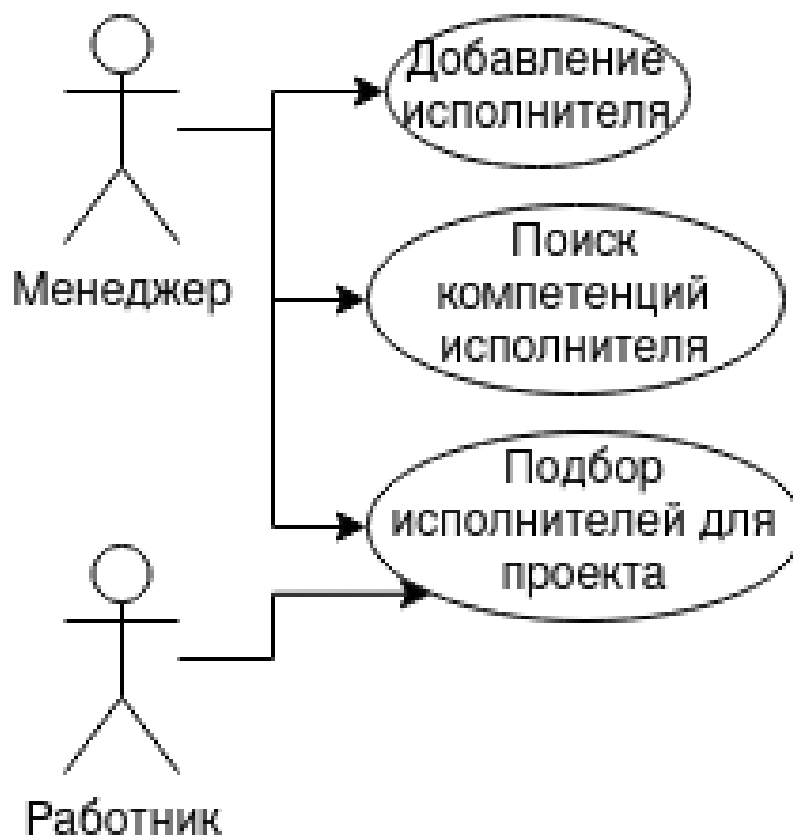 Добавление
исполнителя
Менеджер
Поиск
компетенций
исполнителя
Подбор
исполнителей для
проекта
Работник